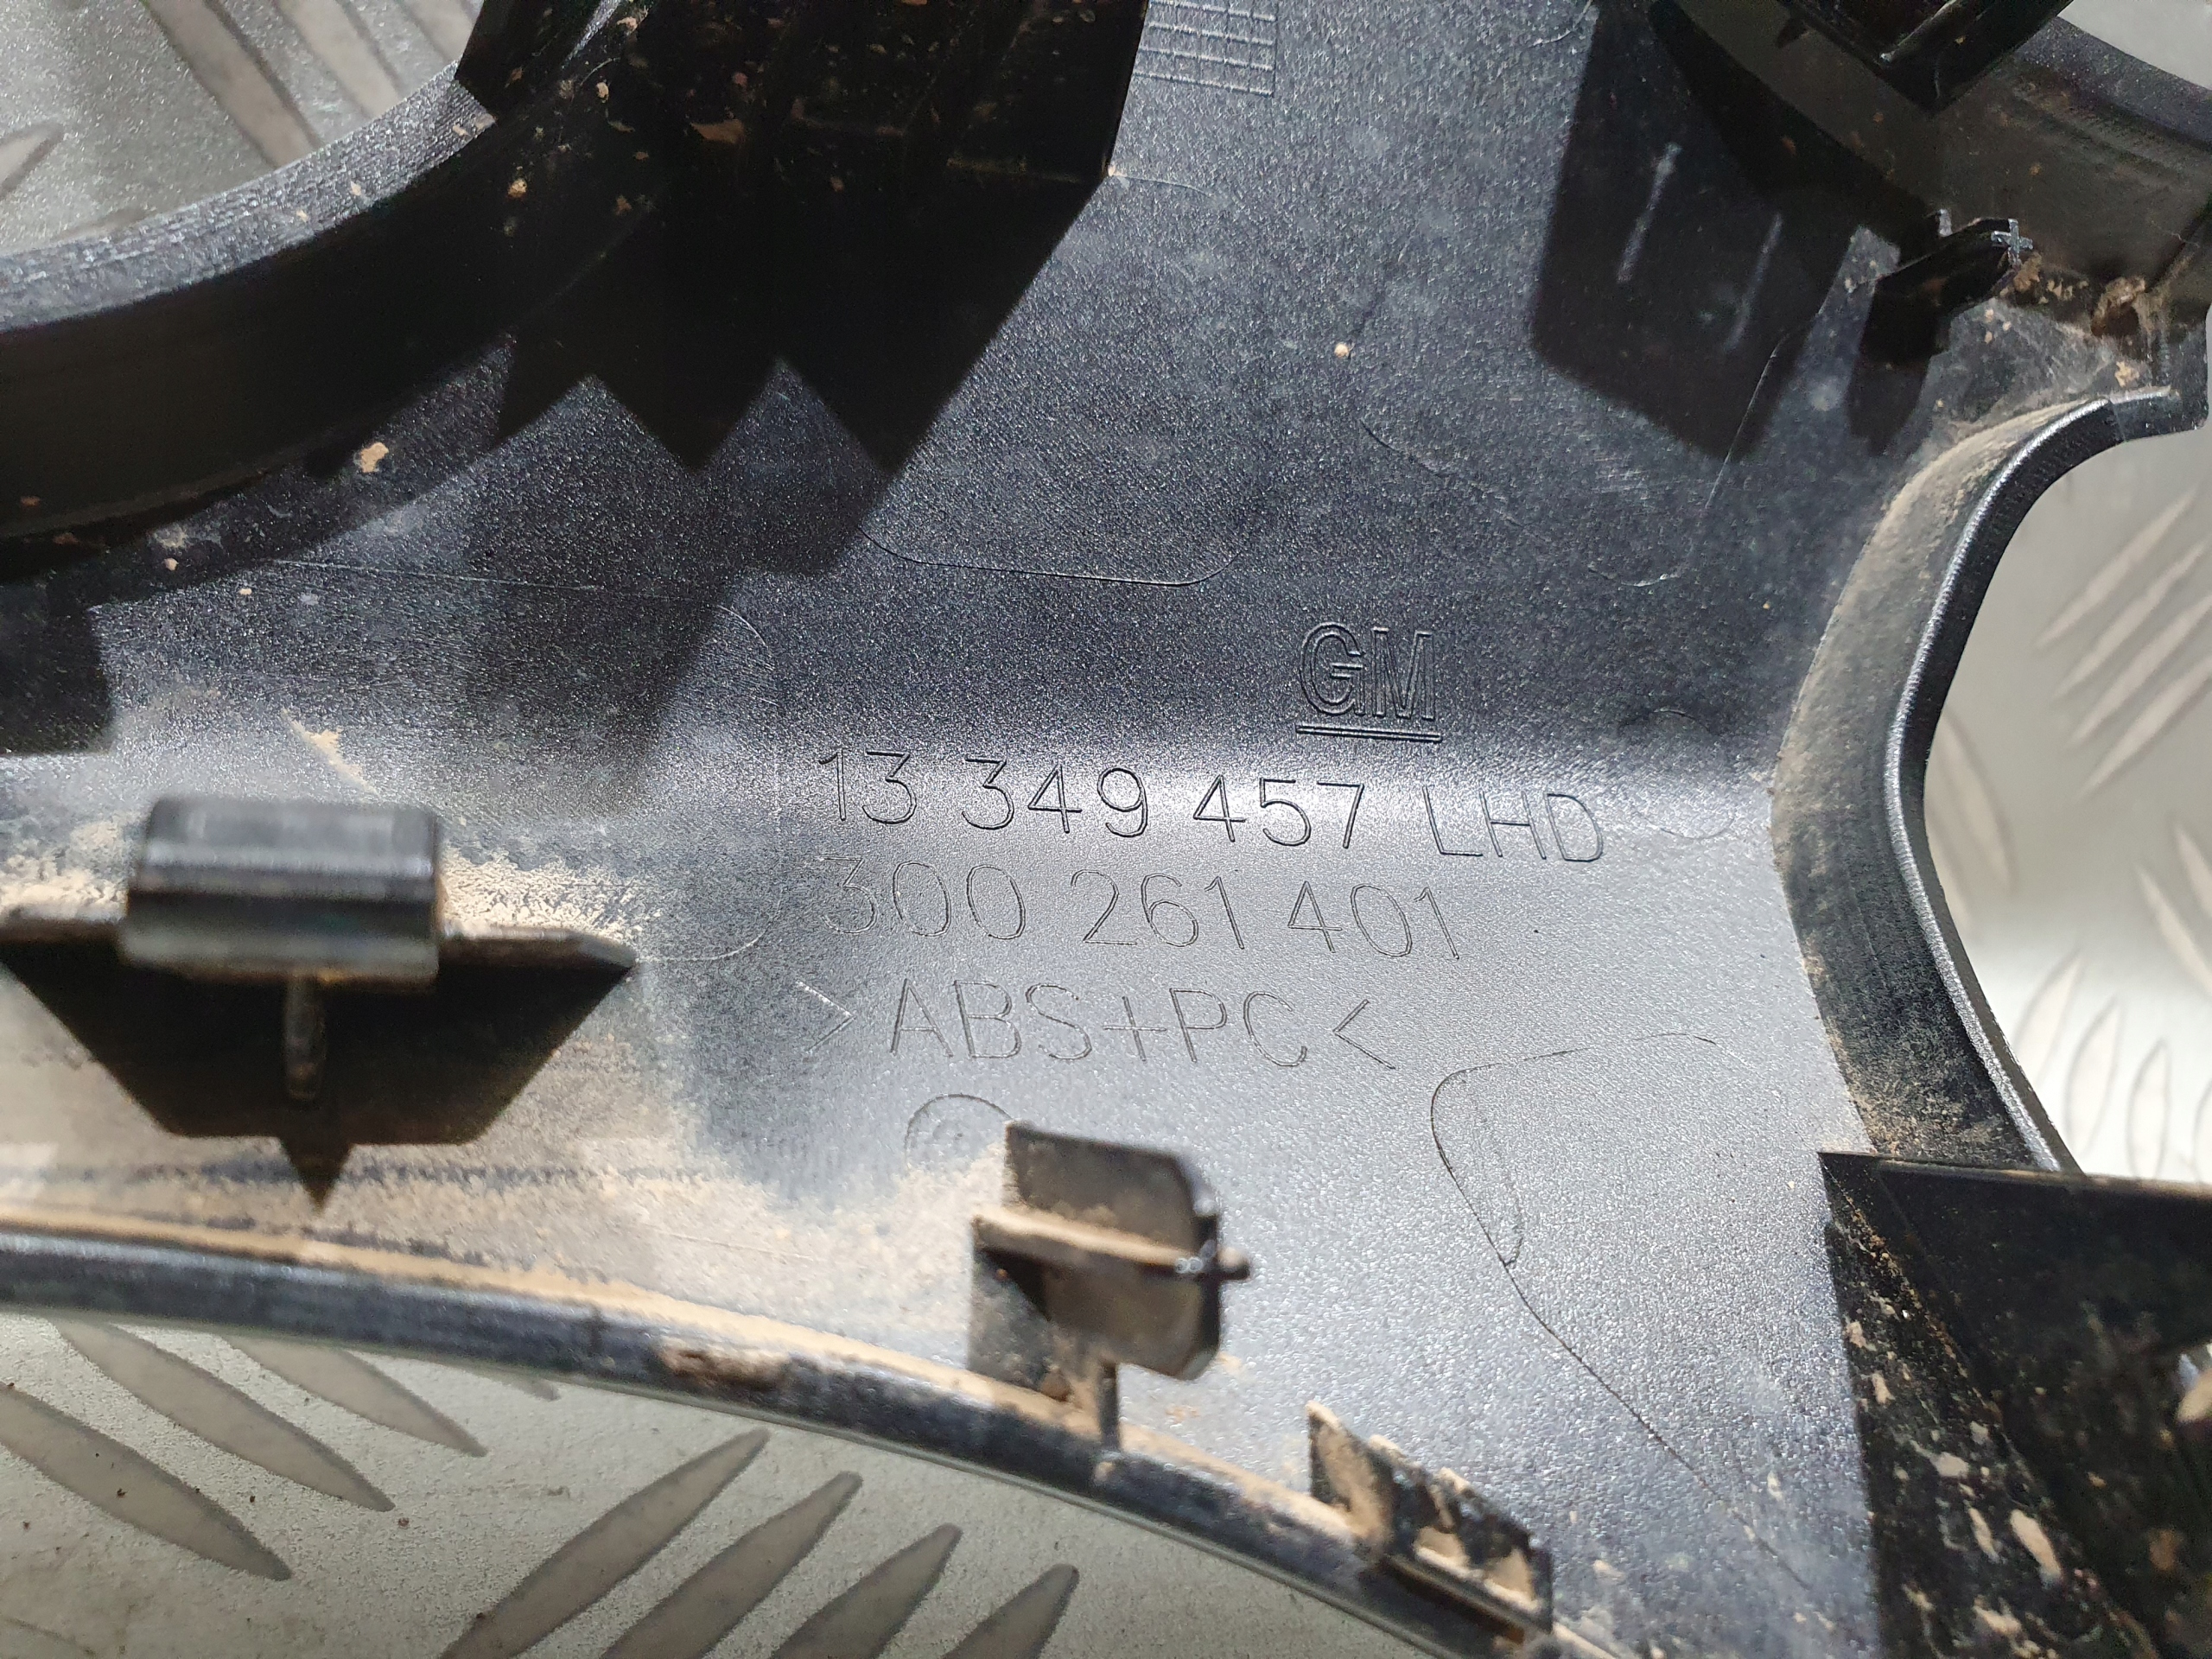 GM
13 349 457 LHD
300 261 401
>ABS+PC<